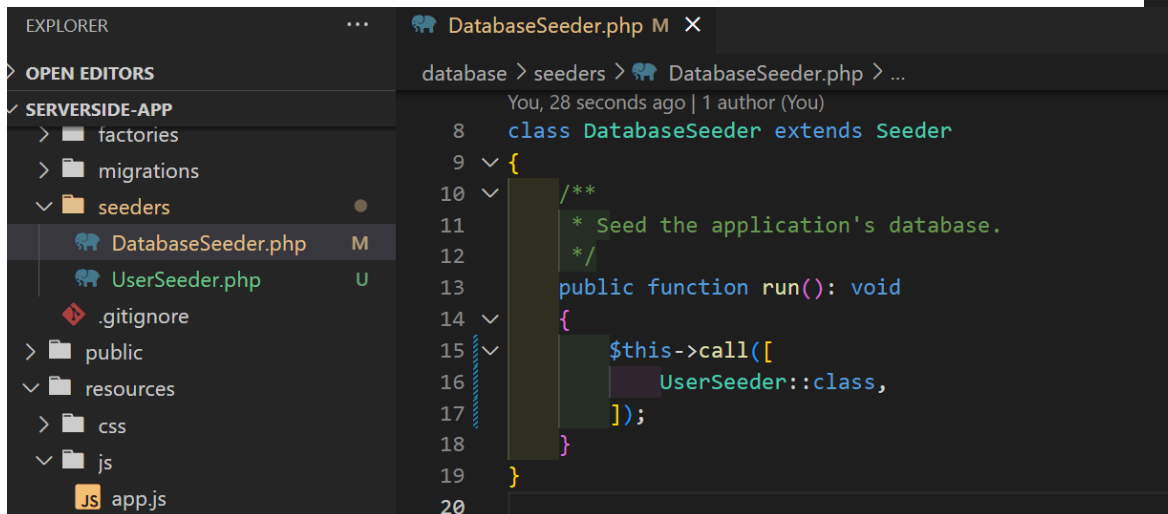 EXPLORER ...
OPEN EDITORS
SERVERSIDE-APP
factories
migrations
seeders
DatabaseSeeder.php M
UserSeeder.php U
.gitignore
public
resources
css
js
JS app.js
DatabaseSeeder.php M ×
database > seeders > DatabaseSeeder.php > ...
You, 28 seconds ago | 1 author (You)
8 class DatabaseSeeder extends Seeder
9 {
10 /**
11 * Seed the application's database.
12 */
13 public function run(): void
14 {
15 $this->call([
16 UserSeeder::class,
17 ]);
18 }
19 }
20